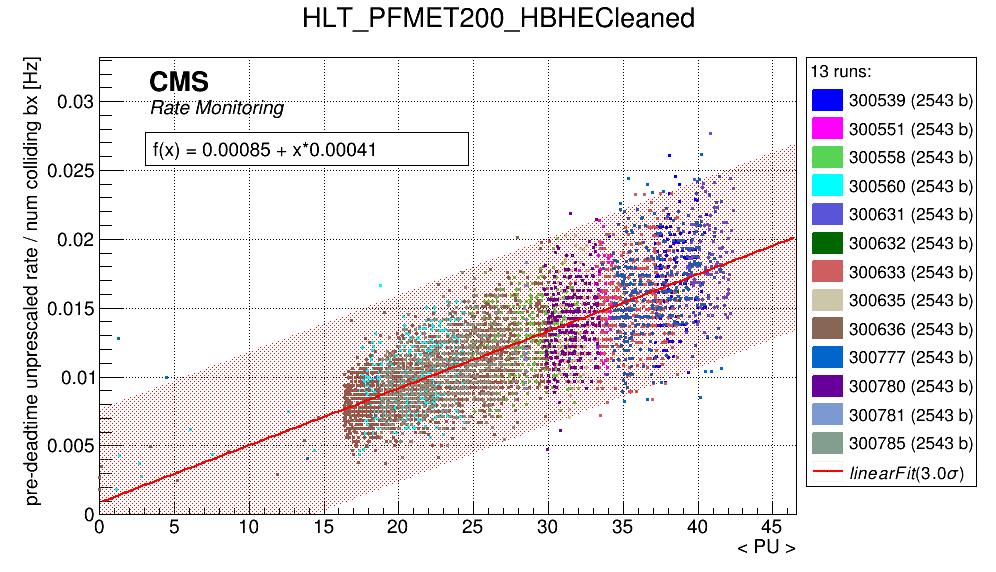 HLT_PFMET200_HBHECleaned
pre-deadtime unprescaled rate / num colliding bx [Hz]
CMS
Rate Monitoring
f(x) = 0.00085 + x*0.00041
0.03
0.025
0.02
0.015
0.01
0.005
0
0 5 10 15 20 25 30 35 40 45
< PU >
13 runs:
300539 (2543 b)
300551 (2543 b)
300558 (2543 b)
300560 (2543 b)
300631 (2543 b)
300632 (2543 b)
300633 (2543 b)
300635 (2543 b)
300636 (2543 b)
300777 (2543 b)
300780 (2543 b)
300781 (2543 b)
300785 (2543 b)
linearFit(3.0σ)